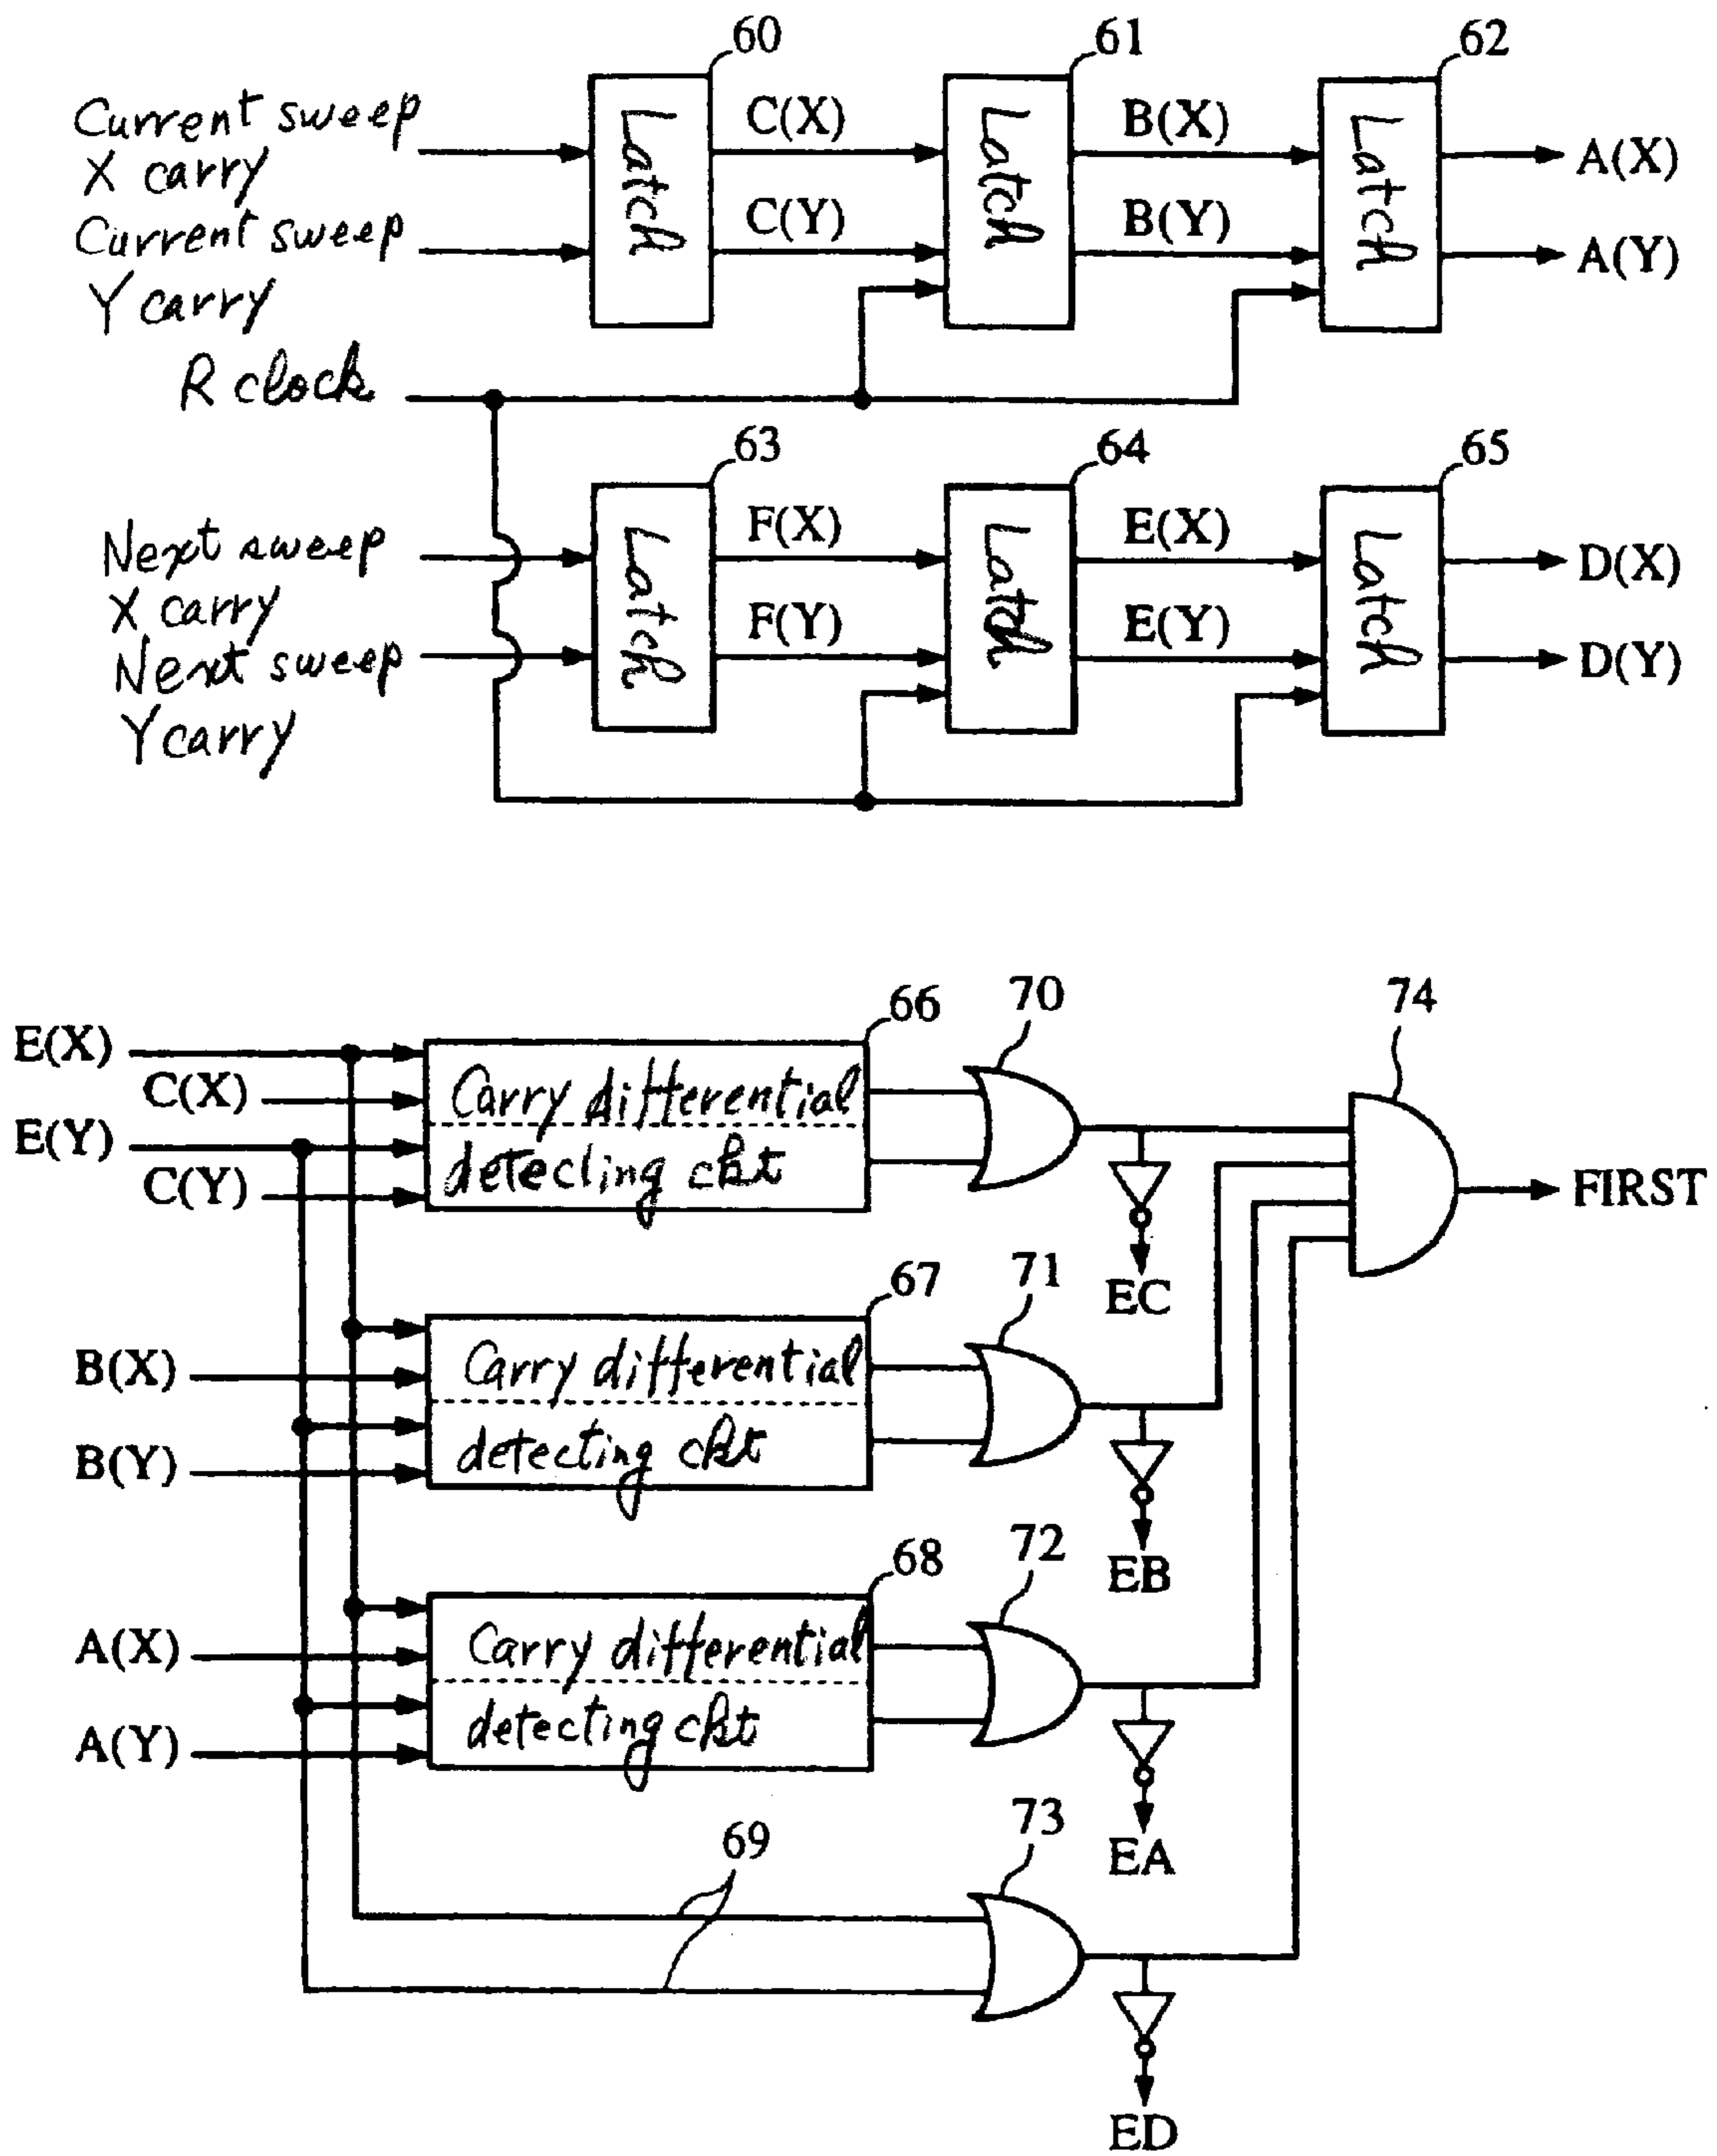 60
61
62
Current sweep
X carry
Current sweep
Y carry
Latch
C(X)
C(Y)
Latch
B(X)
B(Y)
Latch
A(X)
A(Y)
R clock
63
64
65
Next sweep
X carry
Next sweep
Y carry
Latch
F(X)
F(Y)
Latch
E(X)
E(Y)
Latch
D(X)
D(Y)
66
70
74
E(X)
C(X)
E(Y)
C(Y)
Carry differential
detecting ckt
EC
FIRST
67
71
B(X)
B(Y)
Carry differential
detecting ckt
EB
68
72
A(X)
A(Y)
Carry differential
detecting ckt
EA
69
73
ED